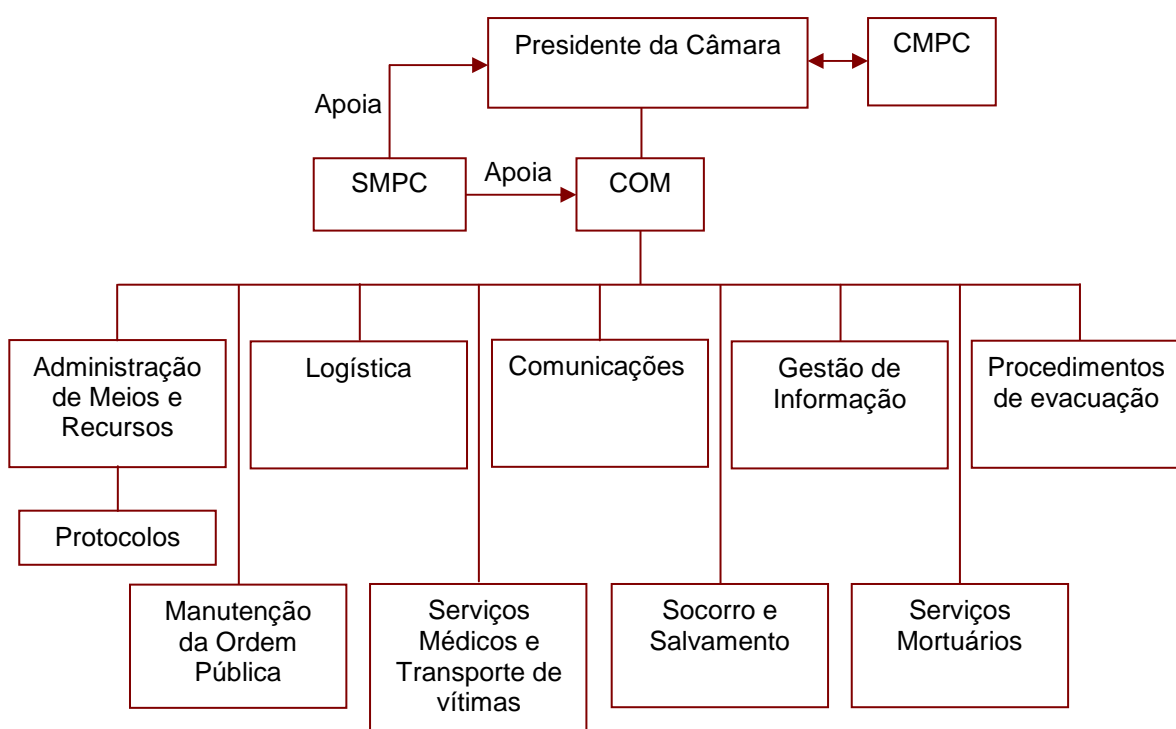 Presidente da Câmara
CMPC
Apoia
SMPC
Apoia
COM
Administração
de Meios e
Recursos
Logística
Comunicações
Gestão de
Informação
Procedimentos
de evacuação
Protocolos
Manutenção
da Ordem
Pública
Serviços
Médicos e
Transporte de
vítimas
Socorro e
Salvamento
Serviços
Mortuários